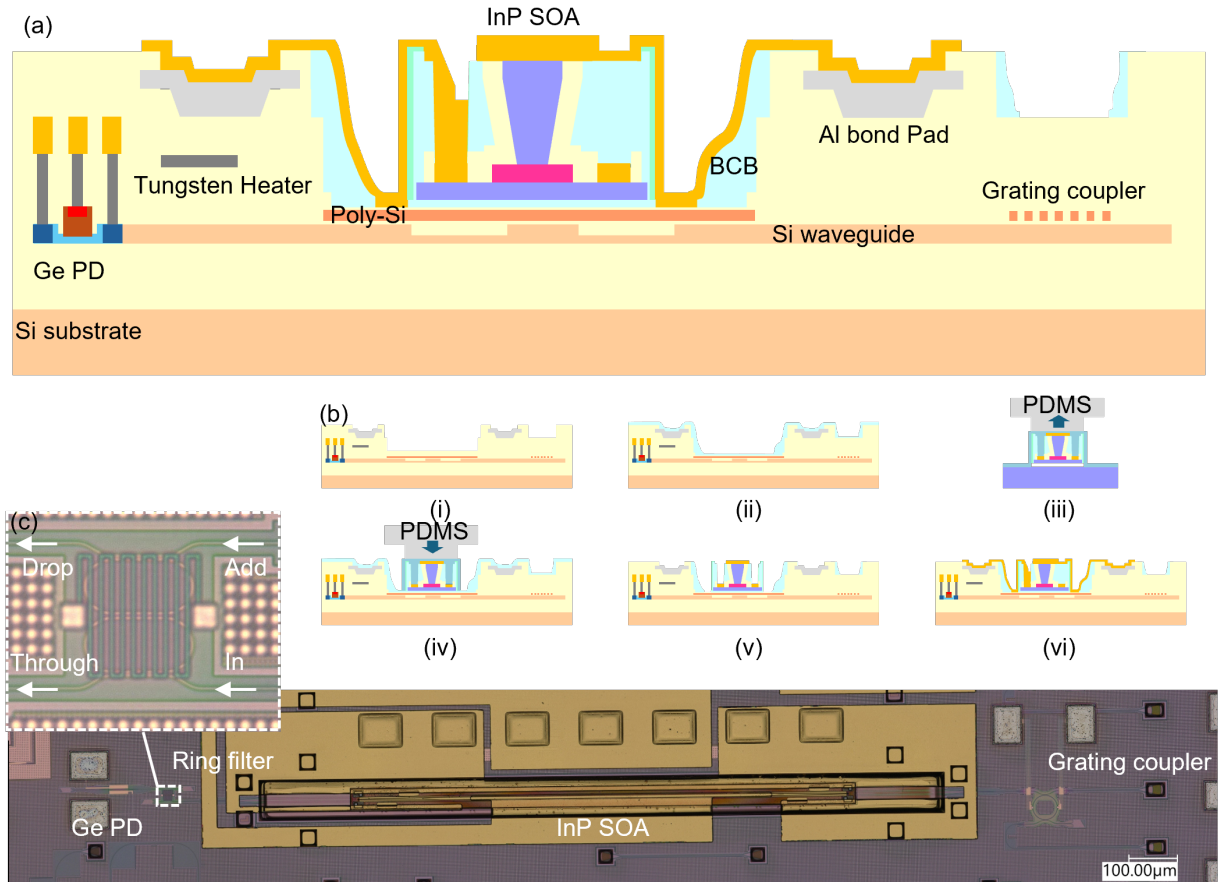 (a)
InP SOA
Al bond Pad
BCB
Tungsten Heater
Grating coupler
Poly-Si
Si waveguide
Ge PD
Si substrate
(b)
PDMS
(i)
(ii)
(iii)
(c)
PDMS
Drop
Add
Through
In
(iv)
(v)
(vi)
Ring filter
Grating coupler
Ge PD
InP SOA
100.00µm